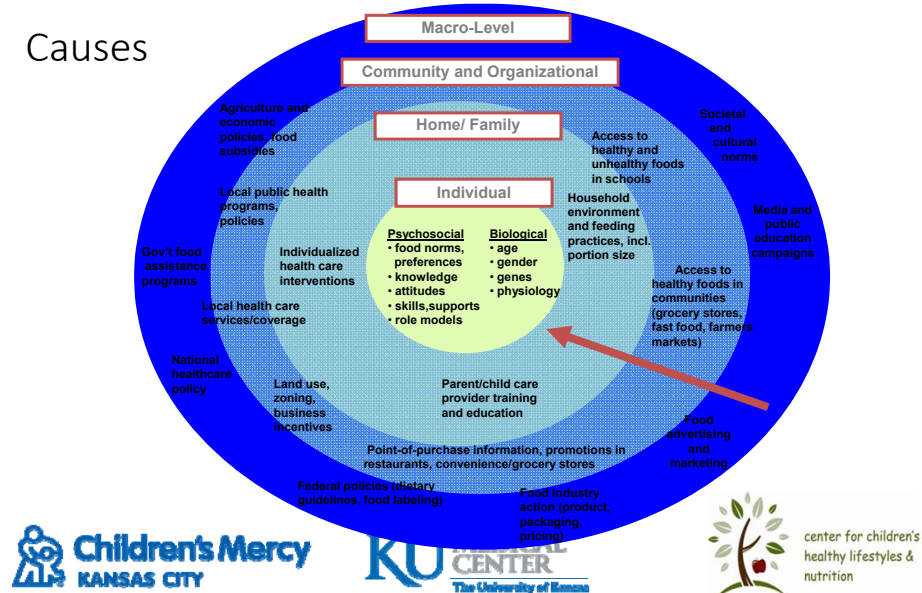 Causes
Macro-Level
Community and Organizational
Home/ Family
Individual
Agriculture and
economic
policies, food
subsidies
Societal
and
cultural
norms
Access to
healthy and
unhealthy foods
in schools
Local public health
programs,
policies
Household
environment
and feeding
practices, incl.
portion size
Media and
public
education
campaigns
Psychosocial
• food norms,
preferences
• knowledge
• attitudes
• skills,supports
• role models
Biological
• age
• gender
• genes
• physiology
Gov't food
assistance
programs
Individualized
health care
interventions
Access to
healthy foods in
communities
(grocery stores,
fast food, farmers
markets)
Local health care
services/coverage
National
healthcare
policy
Land use,
zoning,
business
incentives
Parent/child care
provider training
and education
Food
advertising
and
marketing
Point-of-purchase information, promotions in
restaurants, convenience/grocery stores
Federal policies (dietary
guidelines, food labeling)
Food Industry
action (product,
packaging,
pricing)
Children's Mercy
KANSAS CITY
KU MEDICAL
CENTER
The University of Kansas
center for children's
healthy lifestyles &
nutrition